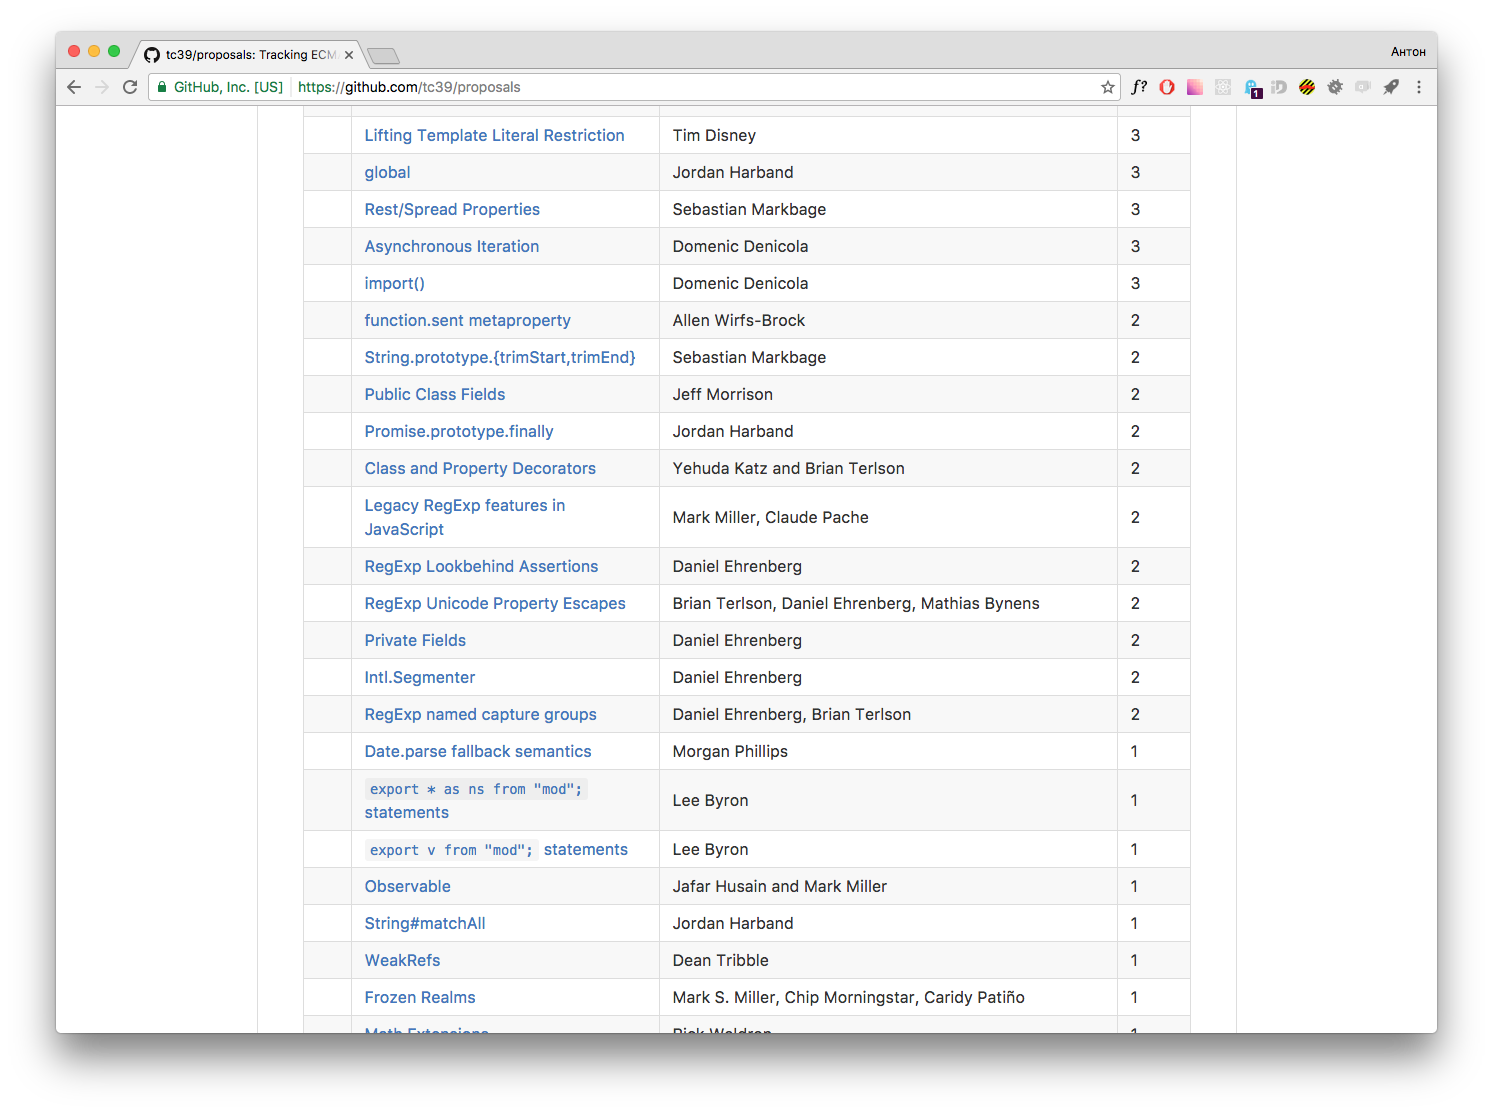 tc39/proposals: Tracking ECM
Антон
GitHub, Inc. [US] https://github.com/tc39/proposals
f?
1
Lifting Template Literal Restriction Tim Disney 3
global Jordan Harband 3
Rest/Spread Properties Sebastian Markbage 3
Asynchronous Iteration Domenic Denicola 3
import() Domenic Denicola 3
function.sent metaproperty Allen Wirfs-Brock 2
String.prototype.{trimStart,trimEnd} Sebastian Markbage 2
Public Class Fields Jeff Morrison 2
Promise.prototype.finally Jordan Harband 2
Class and Property Decorators Yehuda Katz and Brian Terlson 2
Legacy RegExp features in
JavaScript
Mark Miller, Claude Pache 2
RegExp Lookbehind Assertions Daniel Ehrenberg 2
RegExp Unicode Property Escapes Brian Terlson, Daniel Ehrenberg, Mathias Bynens 2
Private Fields Daniel Ehrenberg 2
Intl.Segmenter Daniel Ehrenberg 2
RegExp named capture groups Daniel Ehrenberg, Brian Terlson 2
Date.parse fallback semantics Morgan Phillips 1
export * as ns from "mod";
statements
Lee Byron 1
export v from "mod"; statements Lee Byron 1
Observable Jafar Husain and Mark Miller 1
String#matchAll Jordan Harband 1
WeakRefs Dean Tribble 1
Frozen Realms Mark S. Miller, Chip Morningstar, Caridy Patiño 1
Math Extensions Rick Waldron 1